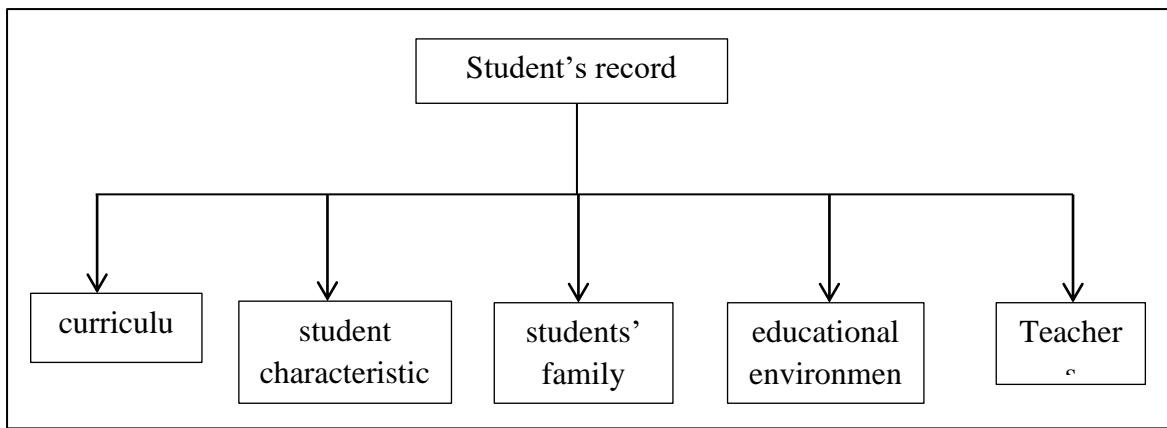 Student’s record
curriculu
student
characteristic
students’
family
educational
environmen
Teacher
s